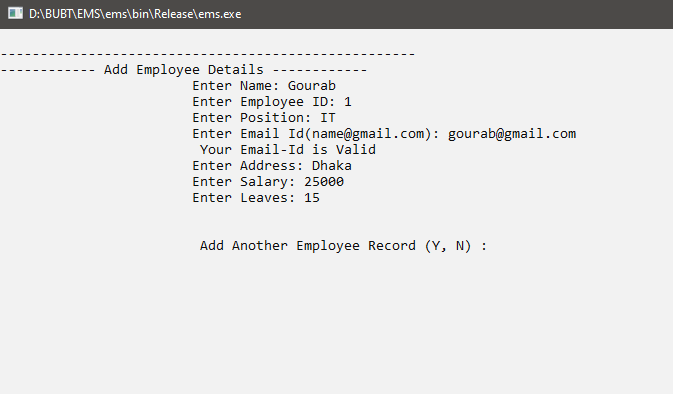 D:\BUBT\EMS\ems\bin\Release\ems.exe
----------------------------------------------------
------------ Add Employee Details ------------
Enter Name: Gourab
Enter Employee ID: 1
Enter Position: IT
Enter Email Id(name@gmail.com): gourab@gmail.com
Your Email-Id is Valid
Enter Address: Dhaka
Enter Salary: 25000
Enter Leaves: 15
Add Another Employee Record (Y, N) :